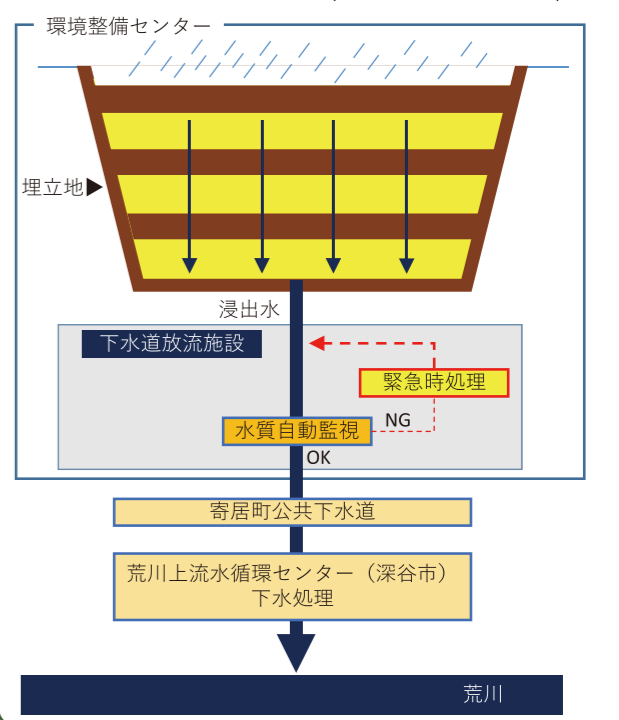 環境整備センター
埋立地▶
浸出水
下水道放流施設
緊急時処理
水質自動監視
NG
OK
寄居町公共下水道
荒川上流水循環センター（深谷市）
下水処理
荒川